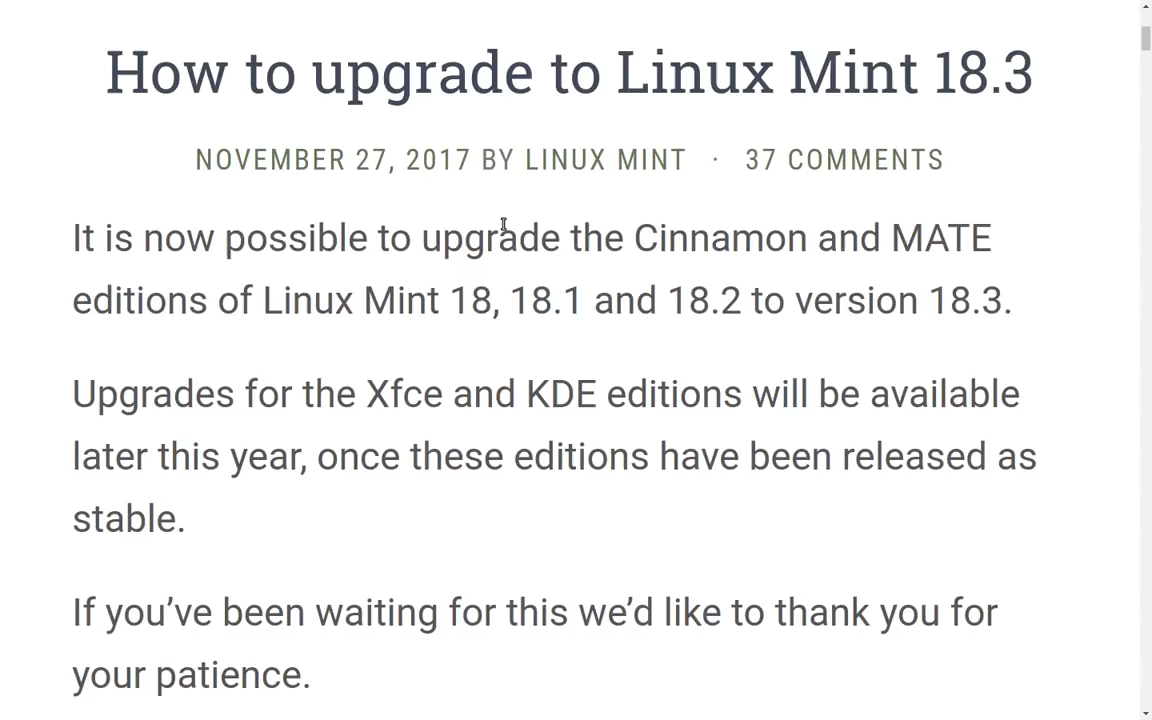 How to upgrade to Linux Mint 18.3
NOVEMBER 27, 2017 BY LINUX MINT · 37 COMMENTS
It is now possible to upgrade the Cinnamon and MATE
editions of Linux Mint 18, 18.1 and 18.2 to version 18.3.
Upgrades for the Xfce and KDE editions will be available
later this year, once these editions have been released as
stable.
If you’ve been waiting for this we’d like to thank you for
your patience.